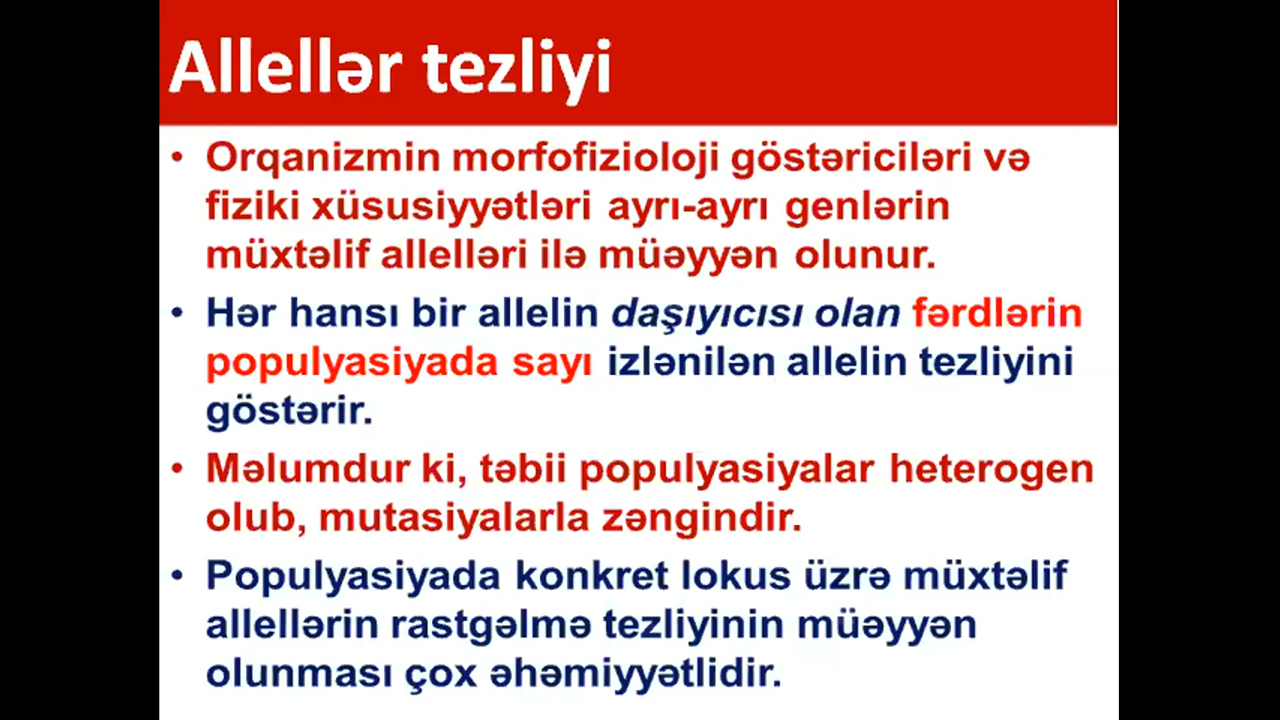 Allellər tezliyi
• Orqanizmin morfofizioloji göstəriciləri və
fiziki xüsusiyyətləri ayrı-ayrı genlərin
müxtəlif allelləri ilə müəyyən olunur.
• Hər hansı bir allelin daşıyıcısı olan fərdlərin
populyasiyada sayı izlənilən allelin tezliyini
göstərir.
• Məlumdur ki, təbii populyasiyalar heterogen
olub, mutasiyalarla zəngindir.
• Populyasiyada konkret lokus üzrə müxtəlif
allellərin rastgəlmə tezliyinin müəyyən
olunması çox əhəmiyyətlidir.